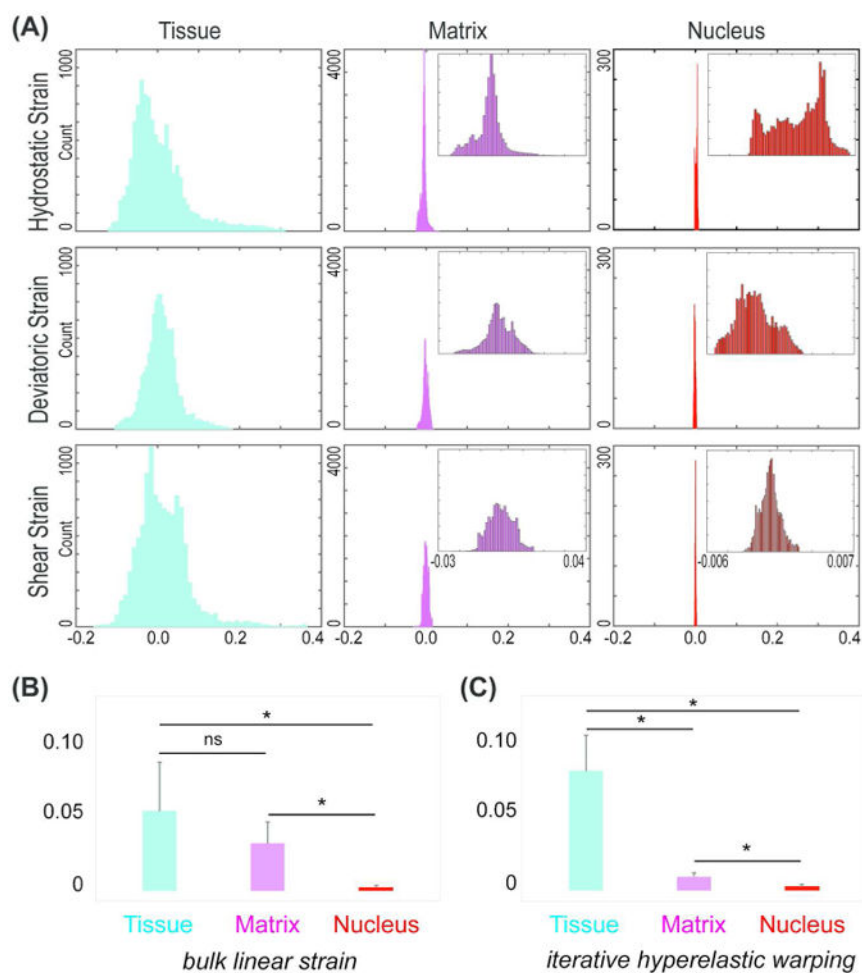 (A)
Tissue Matrix Nucleus
Hydrostatic Strain
Count
1000
0
4000
0
300
0
Deviatoric Strain
Count
1000
0
4000
0
300
0
Shear Strain
Count
1000
0
4000
0
-0.03 0.04
300
0
-0.006 0.007
-0.2 0.0 0.2 0.4 0.0 0.2 -0.2 0.0 0.2 0.4
(B)
*
ns
*
0.10
0.05
0
Tissue Matrix Nucleus
bulk linear strain
(C)
*
*
*
0.10
0.05
0
Tissue Matrix Nucleus
iterative hyperelastic warping